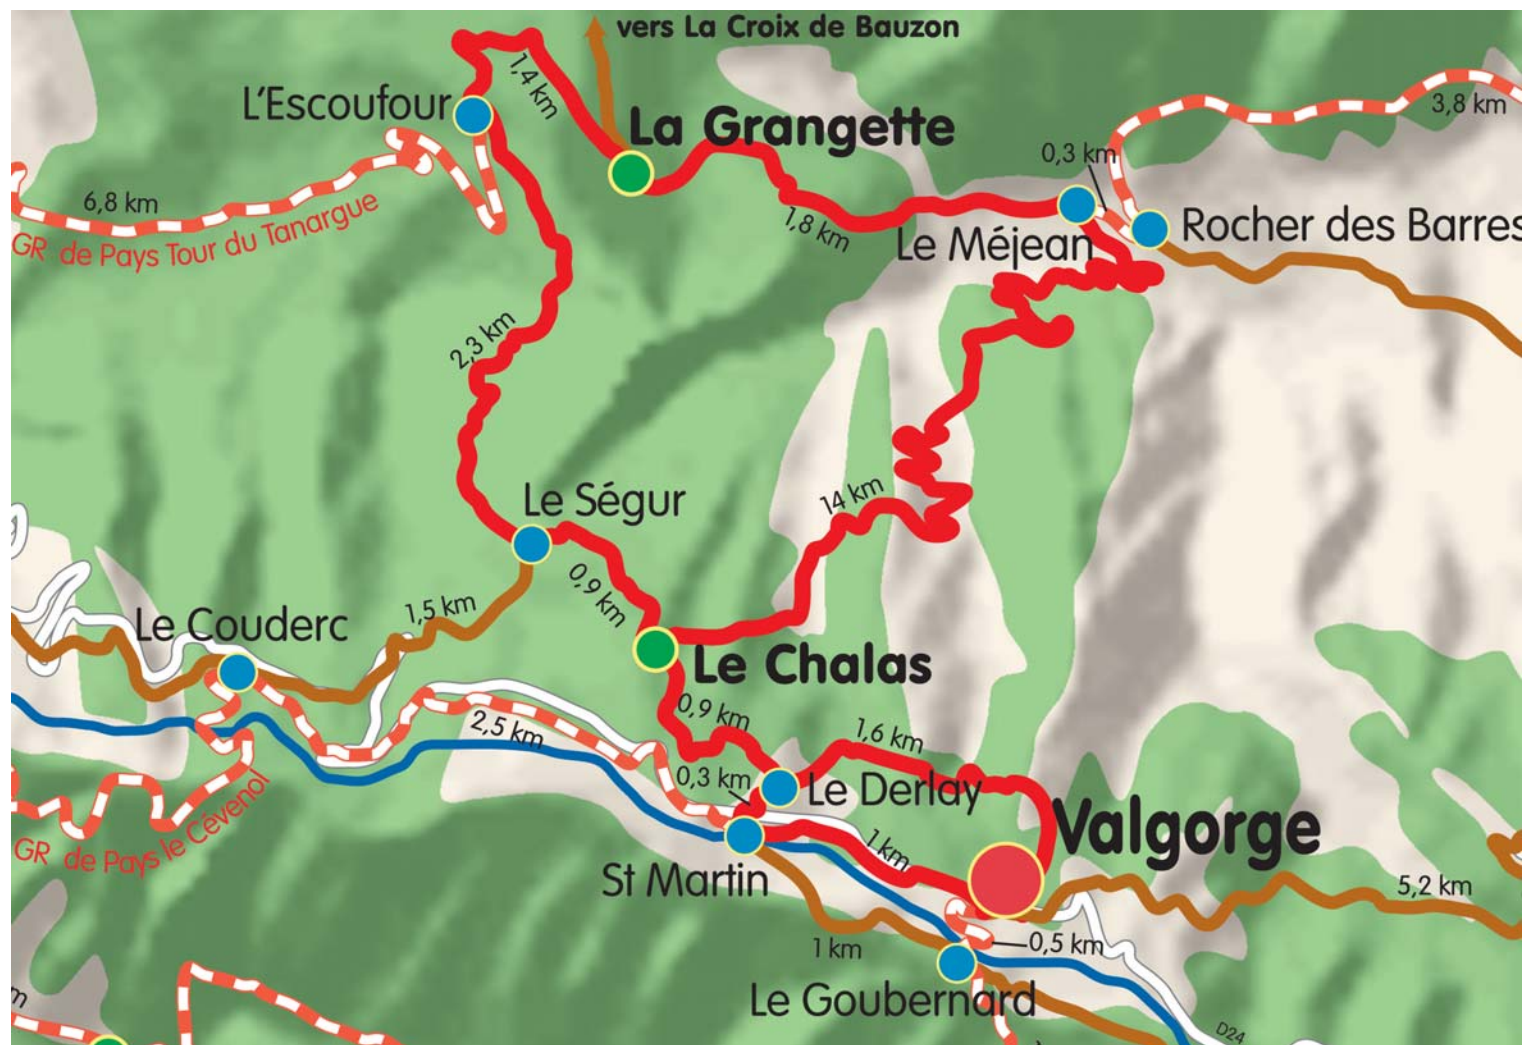 vers La Croix de Bauzon
1,4 km
3,8 km
L'Escoufour
La Grangette
0,3 km
6,8 km
GR de Pays Tour du Tanargue
1,8 km
Rocher des Barres
Le Méjean
2,3 km
14 km
Le Ségur
0,9 km
1,5 km
Le Couderc
Le Chalas
0,9 km
1,6 km
2,5 km
0,3 km
Le Derlay
GR de Pays le Cévenol
Valgorge
1 km
St Martin
5,2 km
1 km
0,5 km
Le Goubernard
m
D24